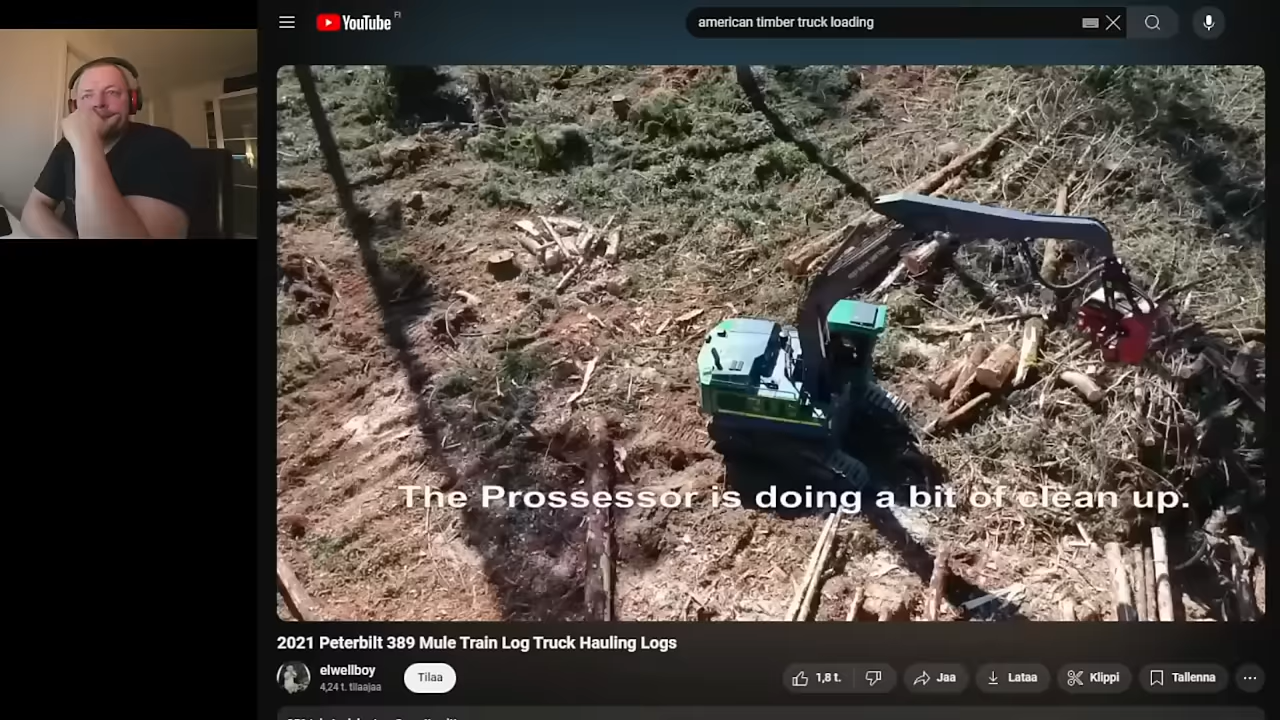 YouTube FI
american timber truck loading
The Prossessor is doing a bit of clean up.
2021 Peterbilt 389 Mule Train Log Truck Hauling Logs
elwellboy
4,24 t. tilaajaa
Tilaa
1,8 t.
Jaa
Lataa
Klippi
Tallenna